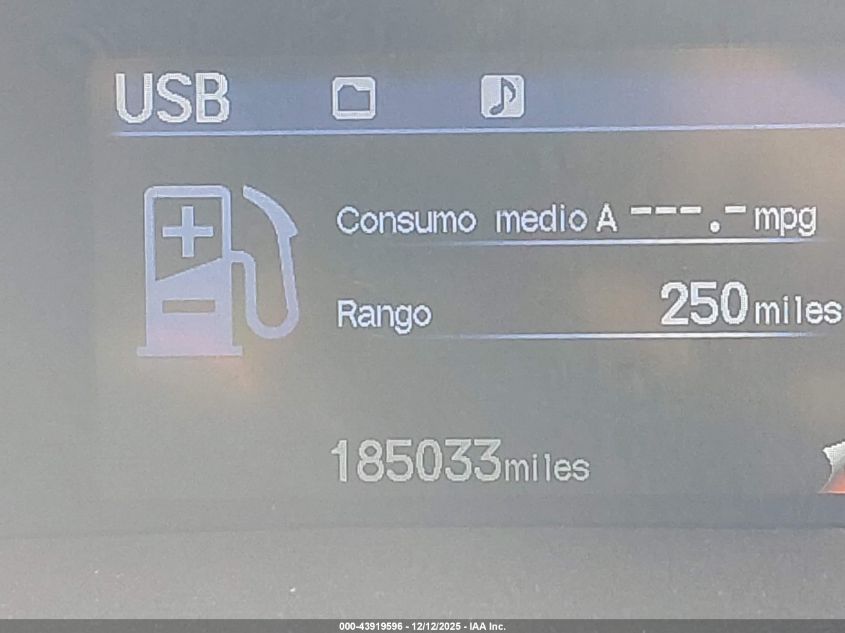 USB
Consumo medio A ---.- mpg
Rango 250 miles
185033 miles
000-43919596 - 12/12/2025 - IAA Inc.